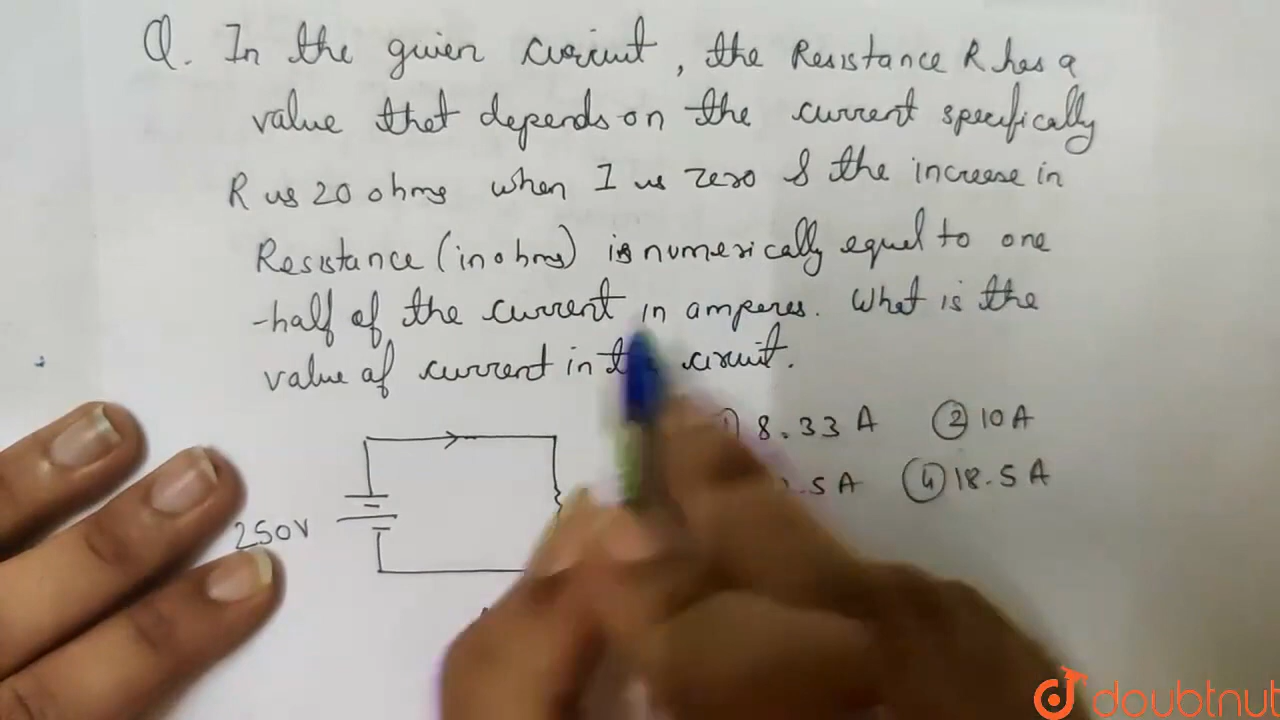 Q. In the given circuit, the Resistance R has a
value that depends on the current specifically
R is 20 ohms when I is zero & the increase in
Resistance (in ohms) is numerically equal to one
-half of the current in amperes. What is the
value of current in circuit.
8.33 A ② 10 A
.5 A ④ 18.5 A
250V
doubtnut